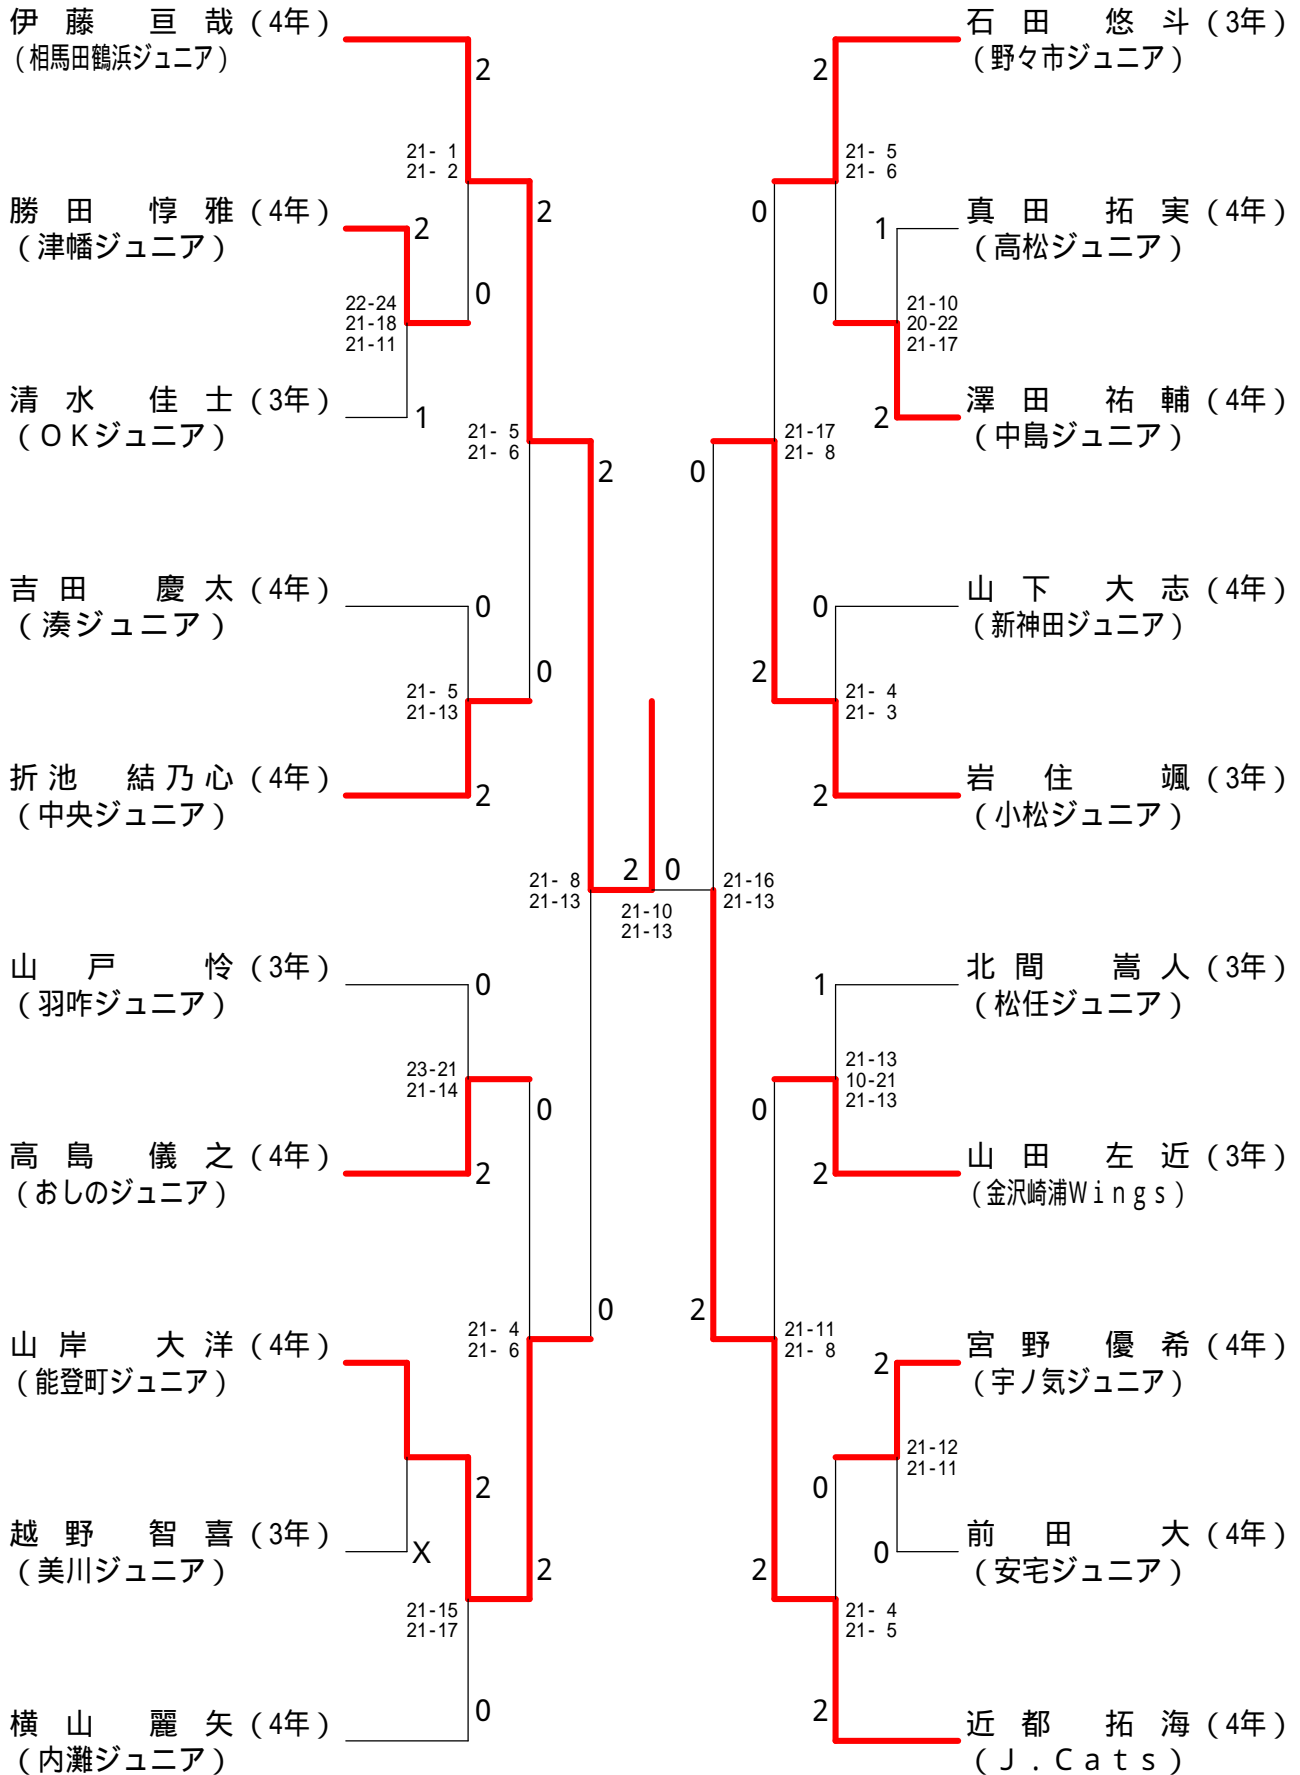 伊藤 亘哉 (4年)
(相馬田鶴浜ジュニア)
2
21- 1
21- 2
勝田 惇雅 (4年)
(津幡ジュニア)
2
2
22-24
21-18
21-11
0
清水 佳士 (3年)
(OKジュニア)
1
21- 5
21- 6
2
吉田 慶太 (4年)
(湊ジュニア)
0
21- 5
21-13
0
折池 結乃心 (4年)
(中央ジュニア)
2
21- 8
21-13
山戸 怜 (3年)
(羽咋ジュニア)
0
23-21
21-14
0
高島 儀之 (4年)
(おしのジュニア)
2
山岸 大洋 (4年)
(能登町ジュニア)
21- 4
21- 6
0
2
越野 智喜 (3年)
(美川ジュニア)
X
2
21-15
21-17
横山 麗矢 (4年)
(内灘ジュニア)
0
2 0
21-10
21-13
石田 悠斗 (3年)
(野々市ジュニア)
2
21- 5
21- 6
真田 拓実 (4年)
(高松ジュニア)
0
1
0
21-10
20-22
21-17
澤田 祐輔 (4年)
(中島ジュニア)
2
21-17
21- 8
0
山下 大志 (4年)
(新神田ジュニア)
0
2
21- 4
21- 3
岩住 颯 (3年)
(小松ジュニア)
2
21-16
21-13
北間 嵩人 (3年)
(松任ジュニア)
1
21-13
10-21
21-13
0
山田 左近 (3年)
(金沢崎浦Wings)
2
2
21-11
21- 8
宮野 優希 (4年)
(宇ノ気ジュニア)
2
21-12
21-11
0
前田 大 (4年)
(安宅ジュニア)
0
2
21- 4
21- 5
近都 拓海 (4年)
(J.Cats)
2